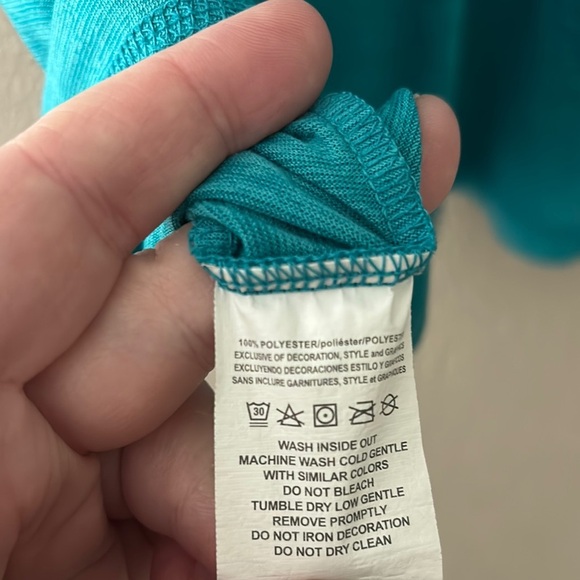 100% POLYESTER/poliéster/POLYEST
EXCLUSIVE OF DECORATION, STYLE and GRAPHICS
EXCLUYENDO DECORACIONES ESTILO Y GRAFICOS
SANS INCLURE GARNITURES, STYLE et GRAPHIQUES
30
WASH INSIDE OUT
MACHINE WASH COLD GENTLE
WITH SIMILAR COLORS
DO NOT BLEACH
TUMBLE DRY LOW GENTLE
REMOVE PROMPTLY
DO NOT IRON DECORATION
DO NOT DRY CLEAN